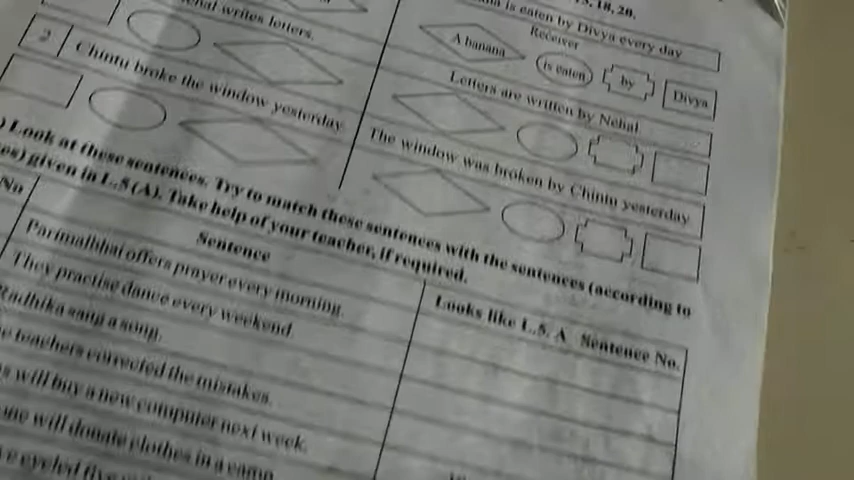 15, 18, 20.
is eaten by Divya every day
Receiver
A banana
is eaten
by
Divya
writes letters.
Letters are written by Nehal
2
Chintu broke the window yesterday
The window was broken by Chintu yesterday
) Look at these sentences. Try to match these sentences with the sentences (according to
given in L.S (A). Take help of your teacher, if required.
No
Sentence
Looks like L.S. A Sentence No.
Parimalbhai offers prayer every morning.
They practise dance every weekend
Radhika sang a song.
teachers corrected the mistakes.
will buy a new computer next week.
will donate clothes in a camp
cycled